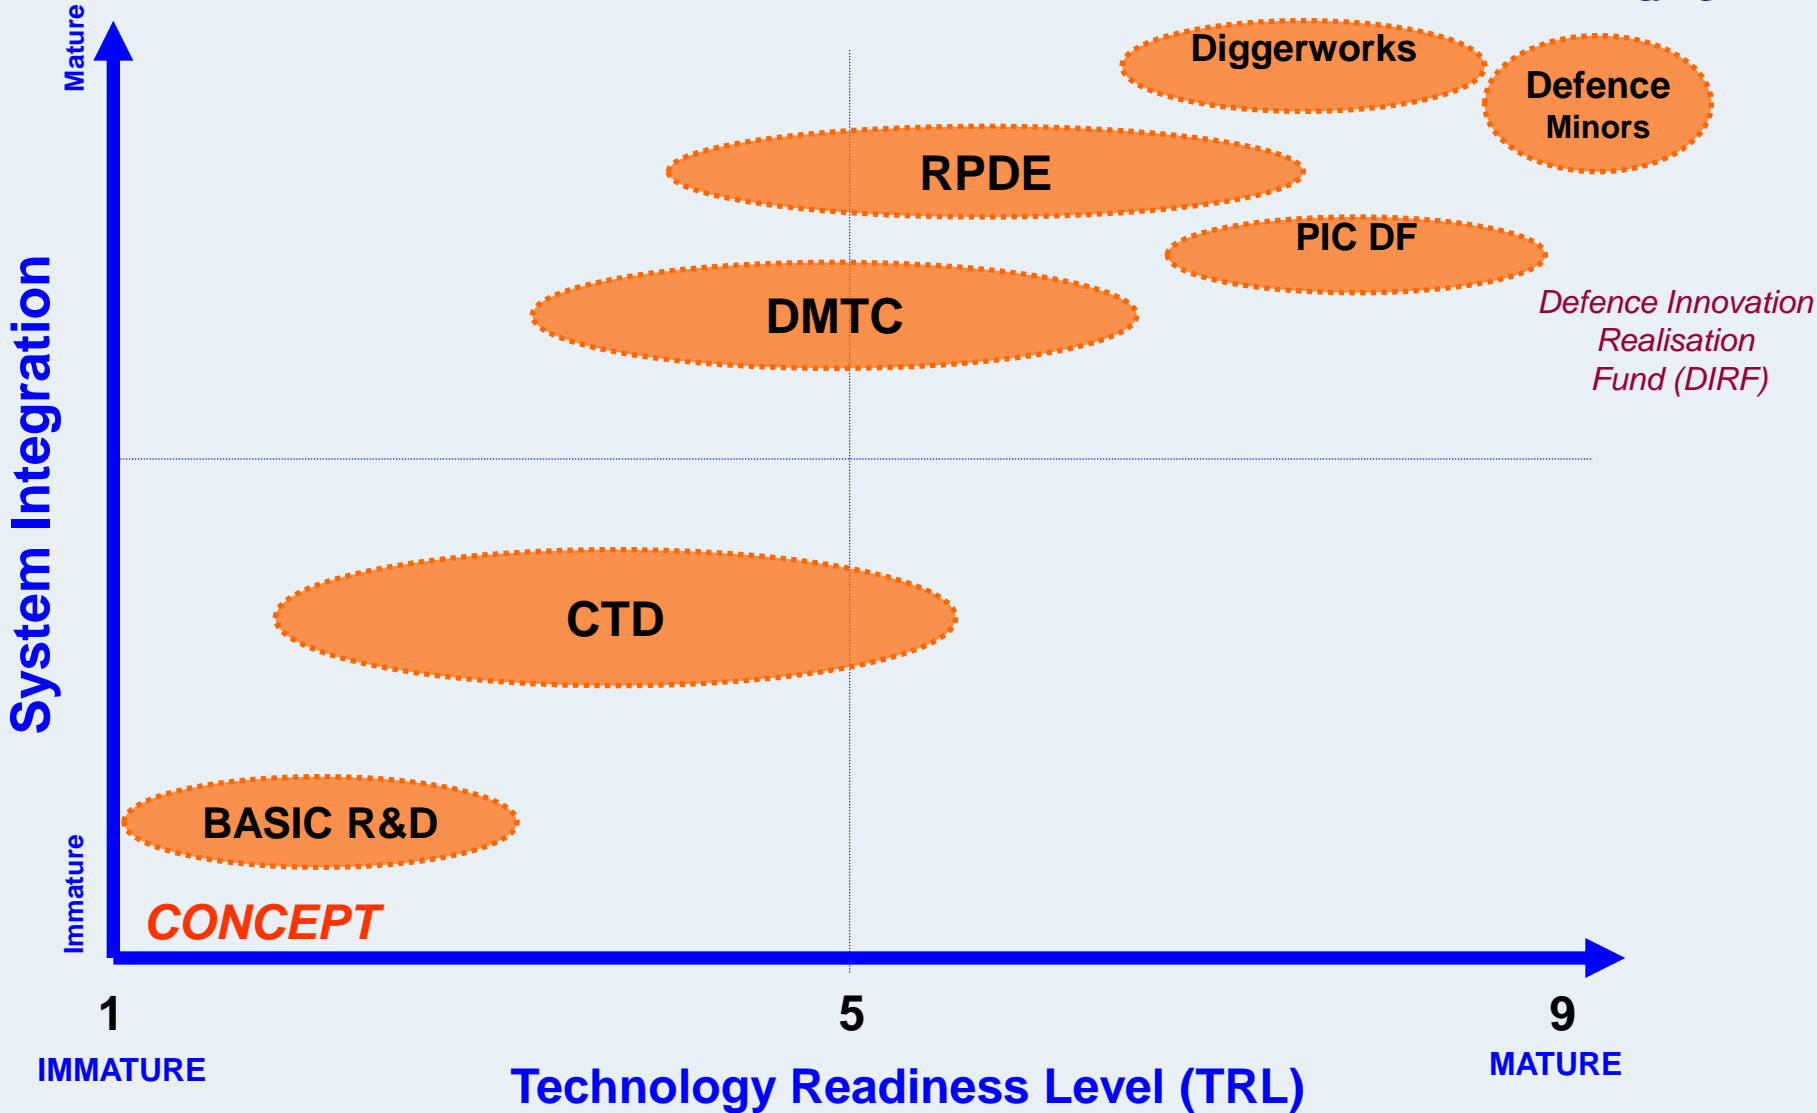 Mature
Diggerworks
Defence
Minors
RPDE
PIC DF
DMTC
Defence Innovation
Realisation
Fund (DIRF)
System Integration
CTD
BASIC R&D
Immature
CONCEPT
1
5
9
IMMATURE
MATURE
Technology Readiness Level (TRL)